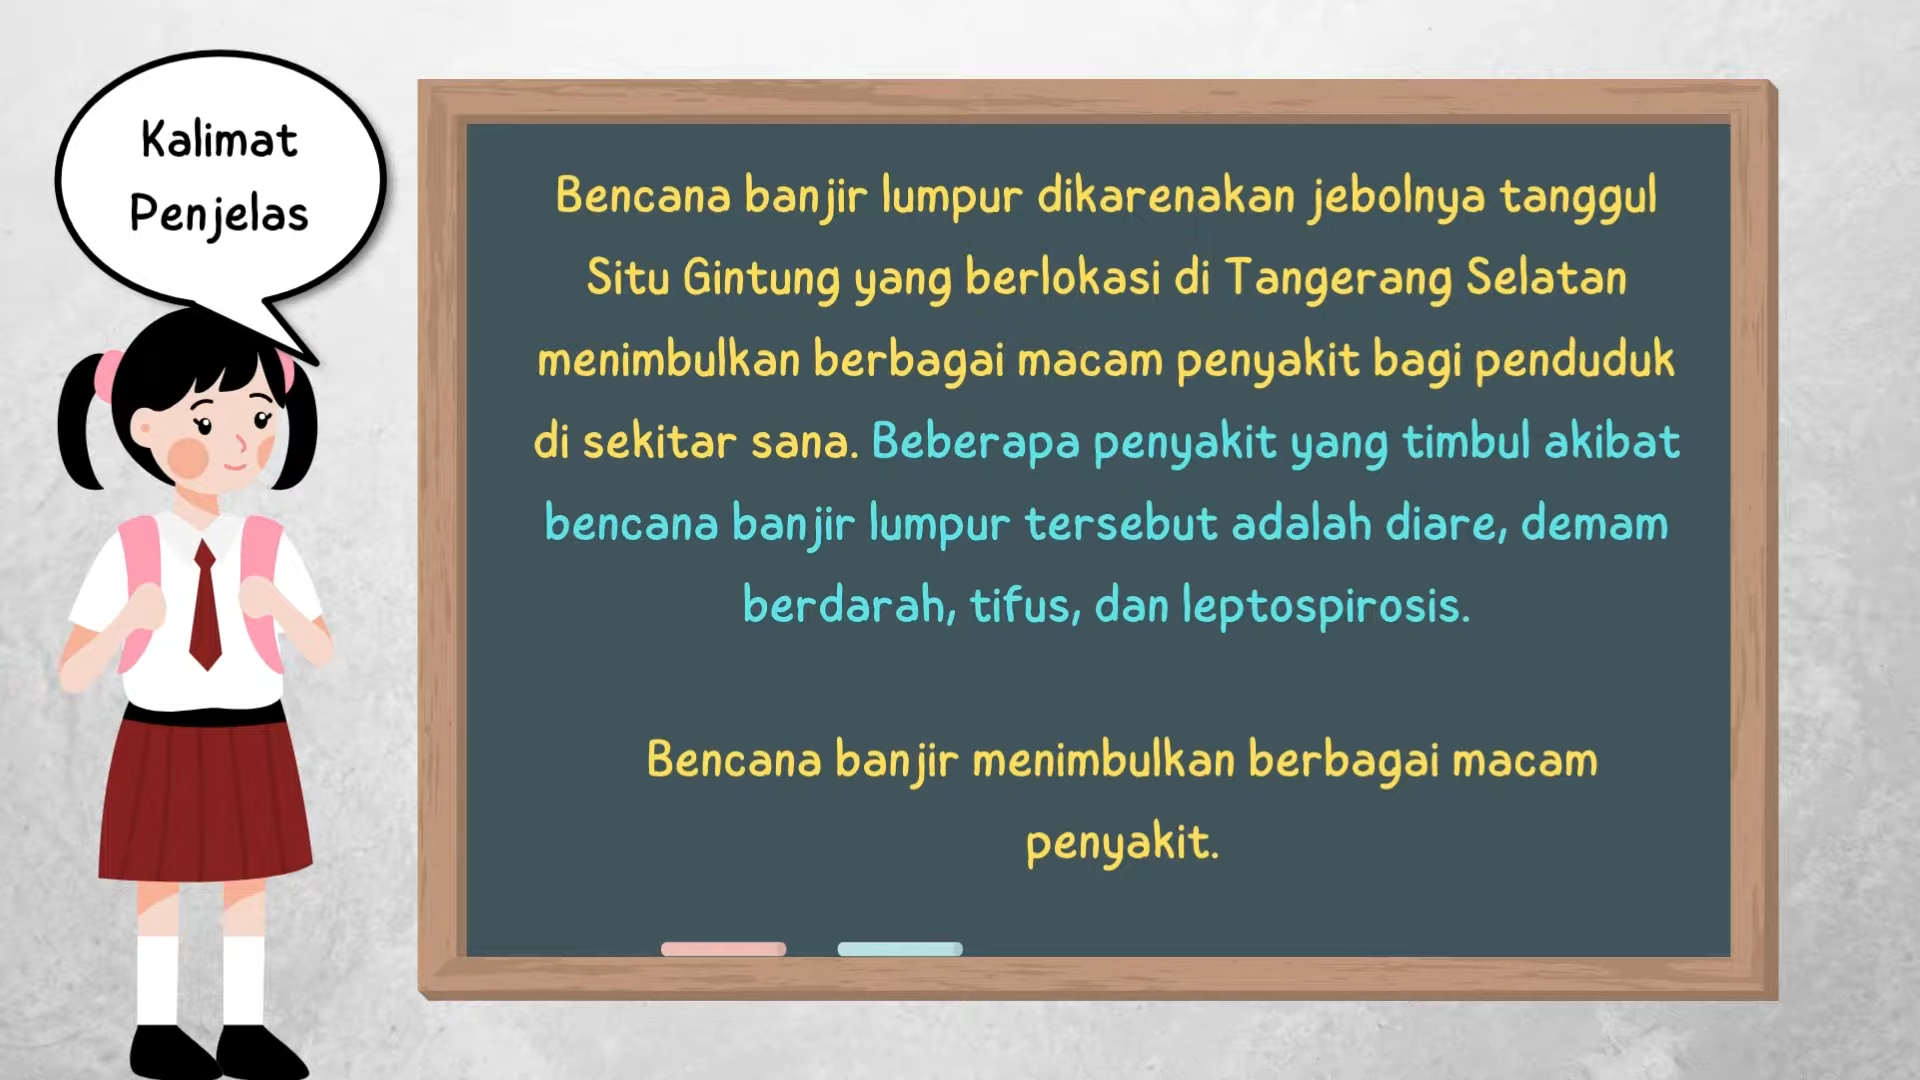 Kalimat
Penjelas
Bencana banjir lumpur dikarenakan jebolnya tanggul
Situ Gintung yang berlokasi di Tangerang Selatan
menimbulkan berbagai macam penyakit bagi penduduk
di sekitar sana. Beberapa penyakit yang timbul akibat
bencana banjir lumpur tersebut adalah diare, demam
berdarah, tifus, dan leptospirosis.
Bencana banjir menimbulkan berbagai macam
penyakit.